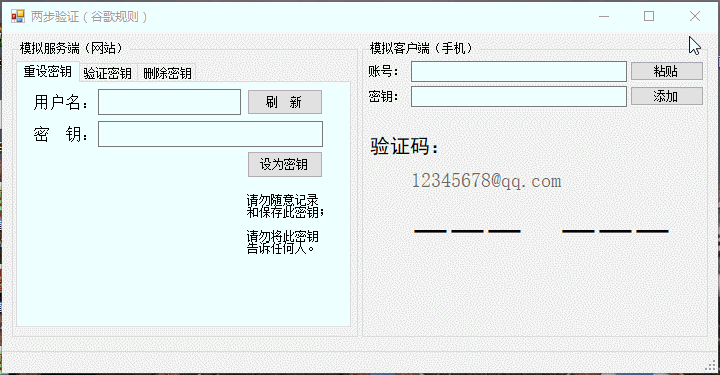 两步验证（谷歌规则）
模拟服务端（网站）
重设密钥 验证密钥 删除密钥
用户名：
刷 新
密 钥：
设为密钥
请勿随意记录
和保存此密钥；
请勿将此密钥
告诉任何人。
模拟客户端（手机）
账号：
粘贴
密钥：
添加
验证码：
12345678@qq.com
——— ———